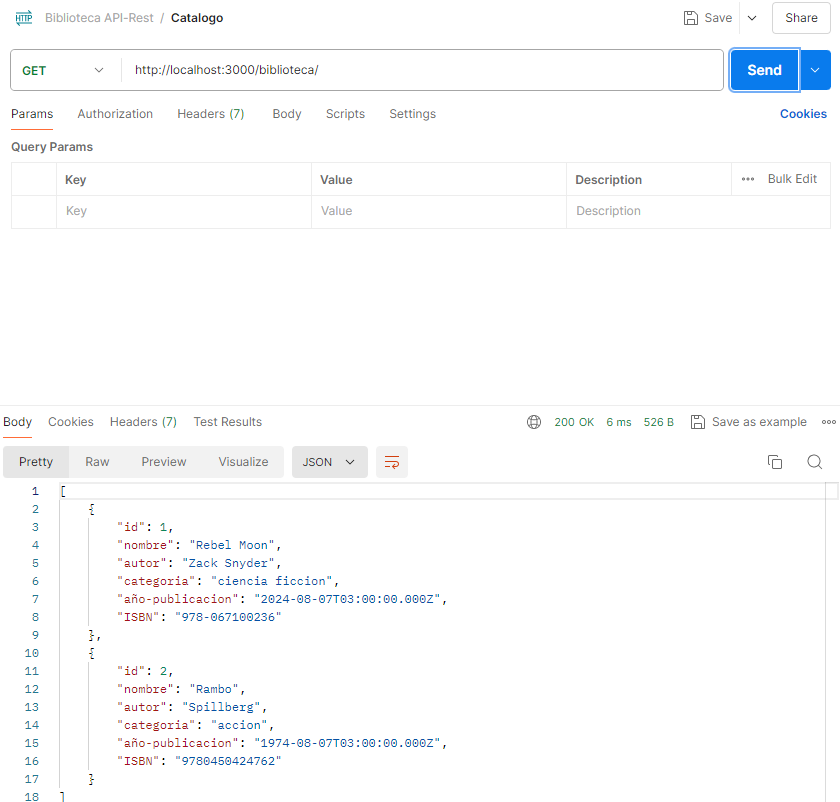 HTTP Biblioteca API-Rest / Catalogo Save Share
GET http://localhost:3000/biblioteca/ Send
Params Authorization Headers (7) Body Scripts Settings Cookies
Query Params
Key Value Description Bulk Edit
Key Value Description
Body Cookies Headers (7) Test Results 200 OK 6 ms 526 B Save as example
Pretty Raw Preview Visualize JSON
1 [
2 {
3 "id": 1,
4 "nombre": "Rebel Moon",
5 "autor": "Zack Snyder",
6 "categoria": "ciencia ficcion",
7 "año-publicacion": "2024-08-07T03:00:00.000Z",
8 "ISBN": "978-067100236"
9 },
10 {
11 "id": 2,
12 "nombre": "Rambo",
13 "autor": "Spillberg",
14 "categoria": "accion",
15 "año-publicacion": "1974-08-07T03:00:00.000Z",
16 "ISBN": "9780450424762"
17 }
18 ]